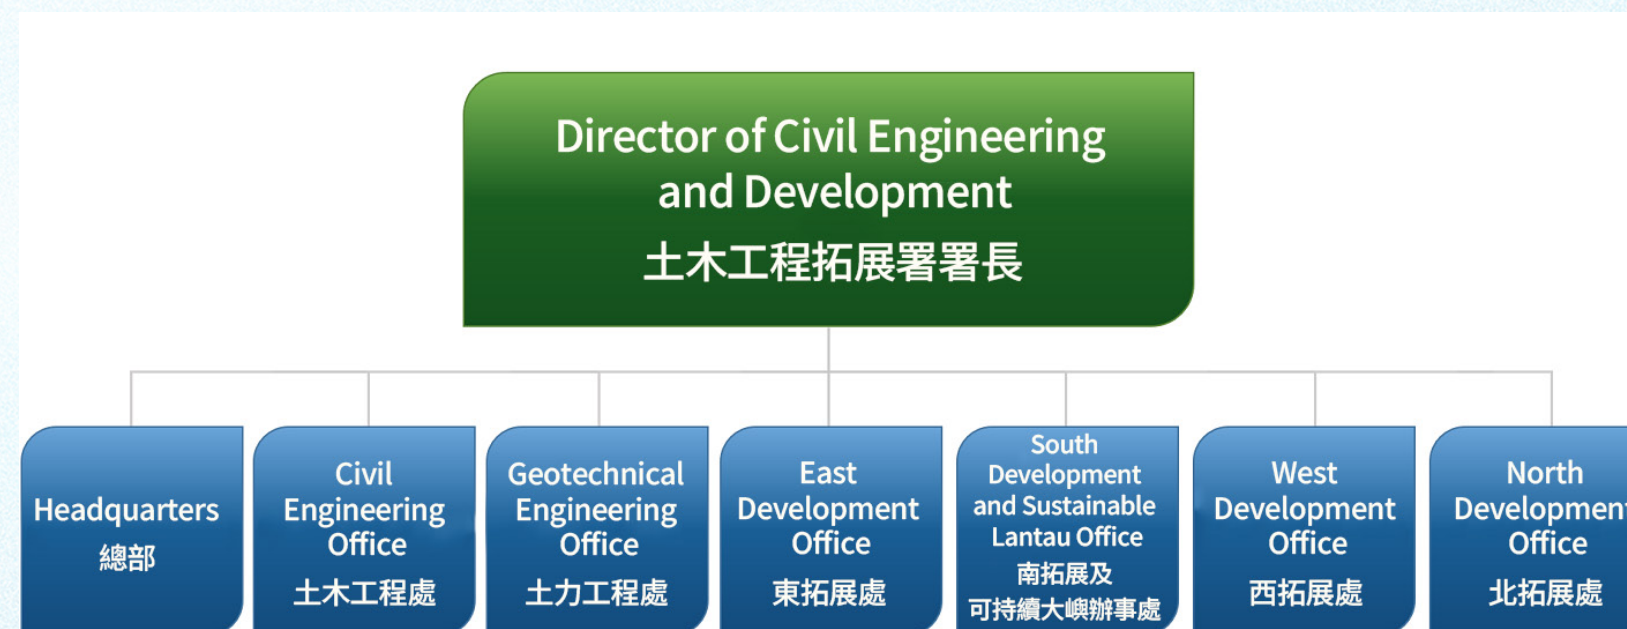 Director of Civil Engineering
and Development
土木工程拓展署署長
Headquarters
總部
Civil
Engineering
Office
土木工程處
Geotechnical
Engineering
Office
土力工程處
East
Development
Office
東拓展處
South
Development
and Sustainable
Lantau Office
南拓展及
可持續大嶼辦事處
West
Development
Office
西拓展處
North
Development
Office
北拓展處